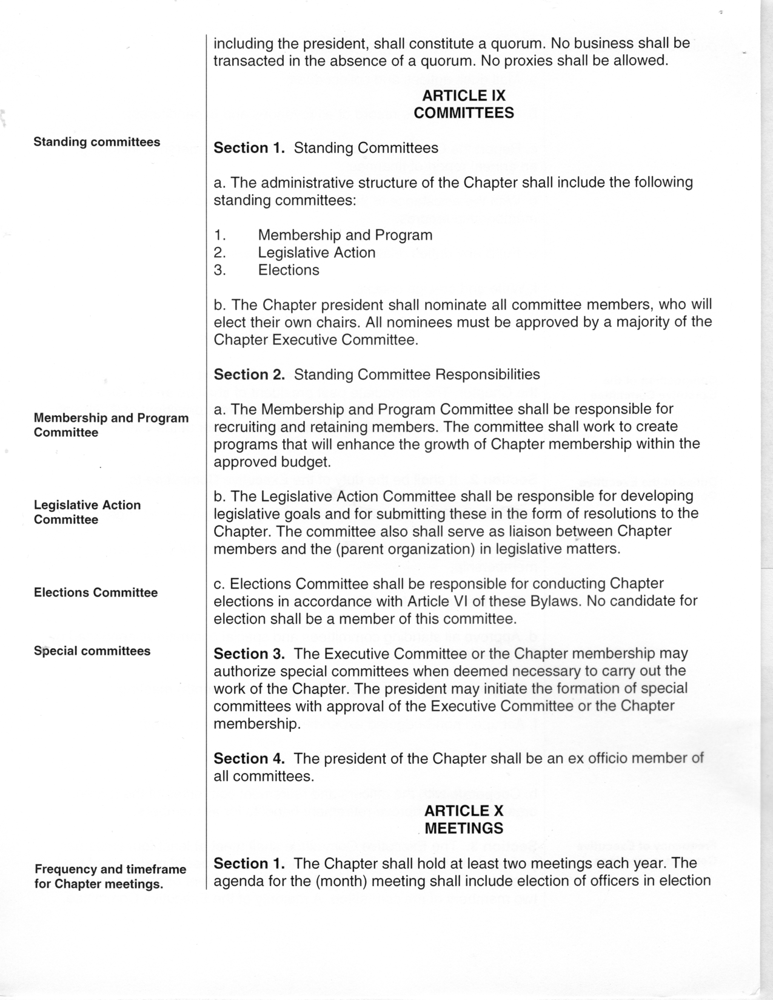 including the president, shall constitute a quorum. No business shall be
transacted in the absence of a quorum. No proxies shall be allowed.
ARTICLE IX
COMMITTEES
Standing committees
Section 1. Standing Committees
a. The administrative structure of the Chapter shall include the following
standing committees:
1. Membership and Program
2. Legislative Action
3. Elections
b. The Chapter president shall nominate all committee members, who will
elect their own chairs. All nominees must be approved by a majority of the
Chapter Executive Committee.
Section 2. Standing Committee Responsibilities
Membership and Program
Committee
a. The Membership and Program Committee shall be responsible for
recruiting and retaining members. The committee shall work to create
programs that will enhance the growth of Chapter membership within the
approved budget.
Legislative Action
Committee
b. The Legislative Action Committee shall be responsible for developing
legislative goals and for submitting these in the form of resolutions to the
Chapter. The committee also shall serve as liaison between Chapter
members and the (parent organization) in legislative matters.
Elections Committee
c. Elections Committee shall be responsible for conducting Chapter
elections in accordance with Article VI of these Bylaws. No candidate for
election shall be a member of this committee.
Special committees
Section 3. The Executive Committee or the Chapter membership may
authorize special committees when deemed necessary to carry out the
work of the Chapter. The president may initiate the formation of special
committees with approval of the Executive Committee or the Chapter
membership.
Section 4. The president of the Chapter shall be an ex officio member of
all committees.
ARTICLE X
MEETINGS
Frequency and timeframe
for Chapter meetings.
Section 1. The Chapter shall hold at least two meetings each year. The
agenda for the (month) meeting shall include election of officers in election